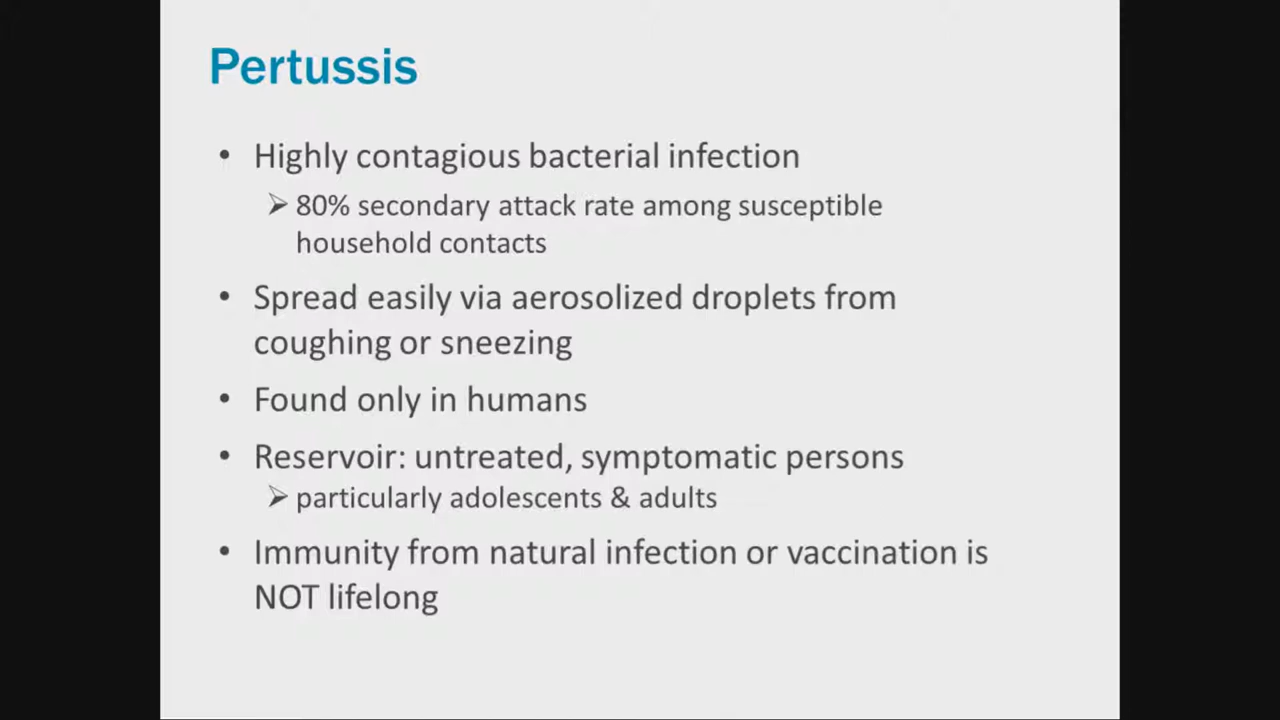 Pertussis
• Highly contagious bacterial infection
➢ 80% secondary attack rate among susceptible
household contacts
• Spread easily via aerosolized droplets from
coughing or sneezing
• Found only in humans
• Reservoir: untreated, symptomatic persons
➢ particularly adolescents & adults
• Immunity from natural infection or vaccination is
NOT lifelong